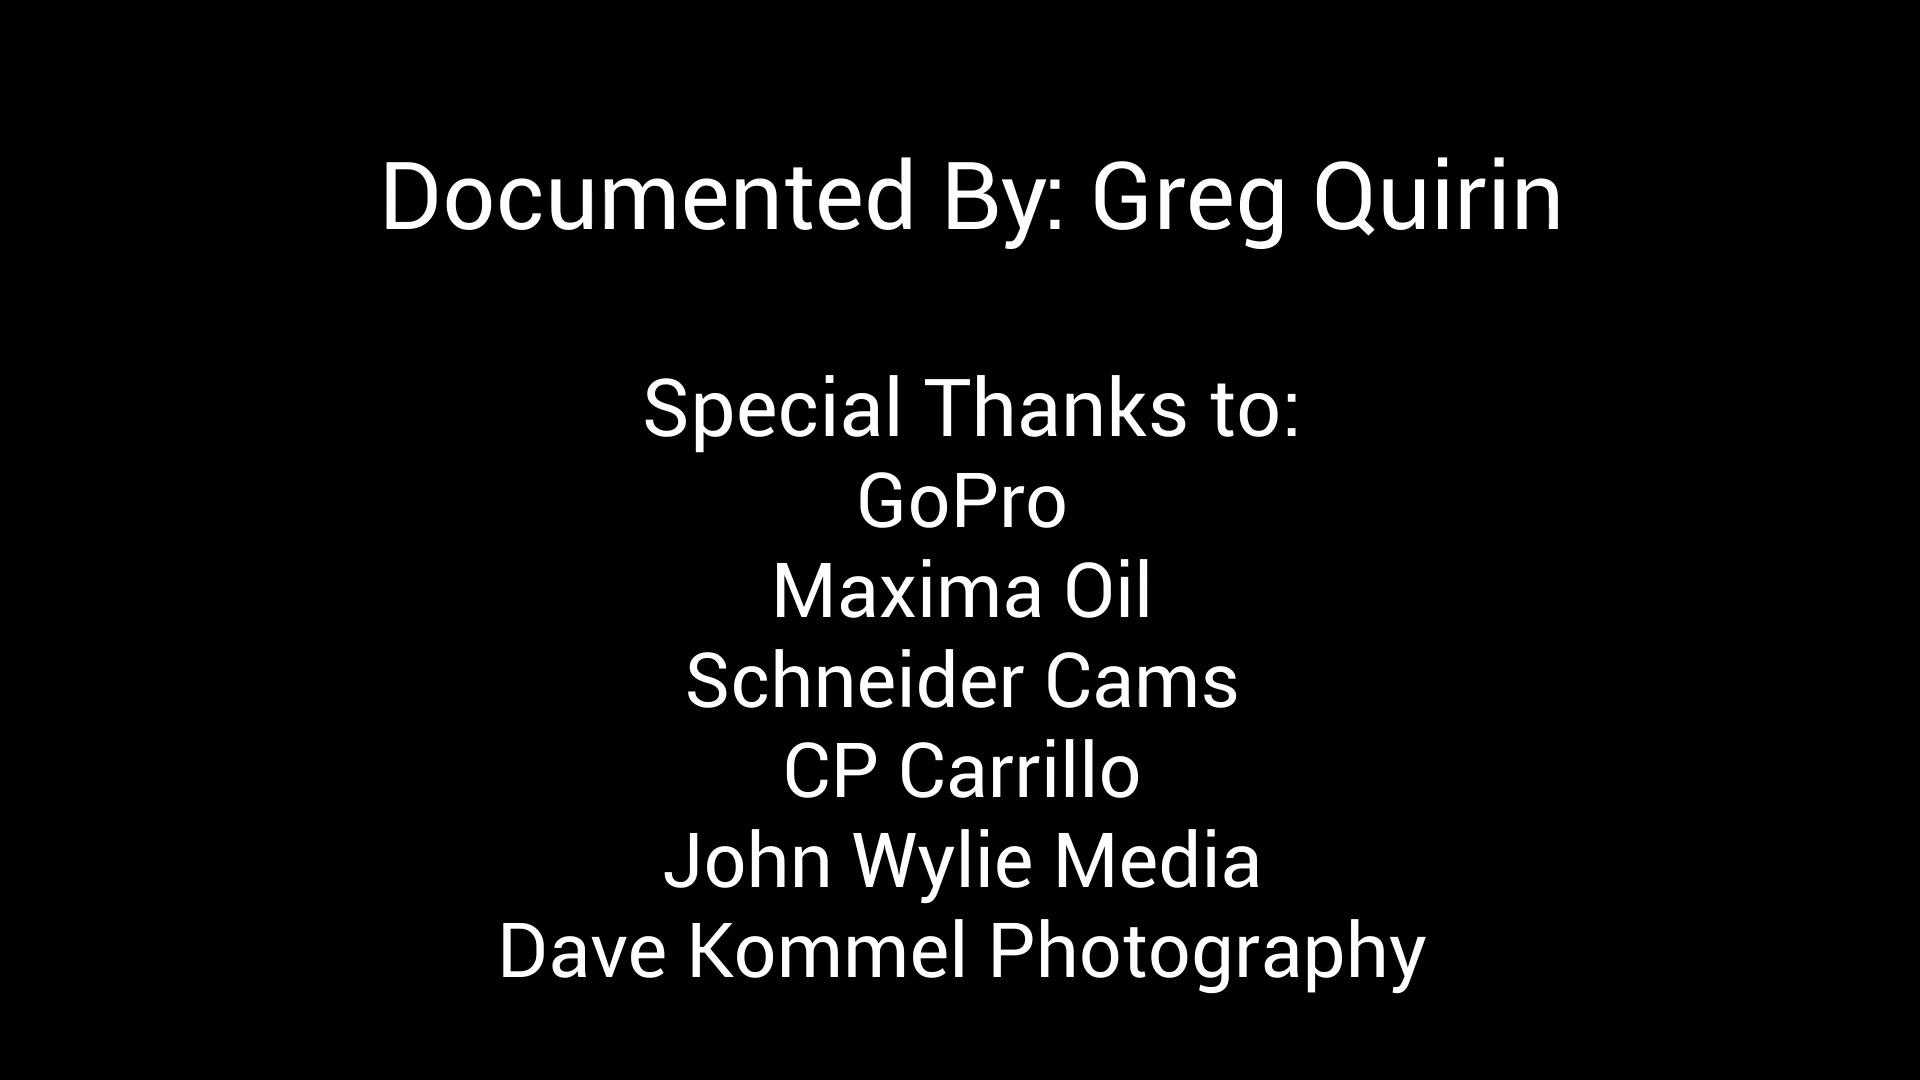 Documented By: Greg Quirin
Special Thanks to:
GoPro
Maxima Oil
Schneider Cams
CP Carrillo
John Wylie Media
Dave Kommel Photography